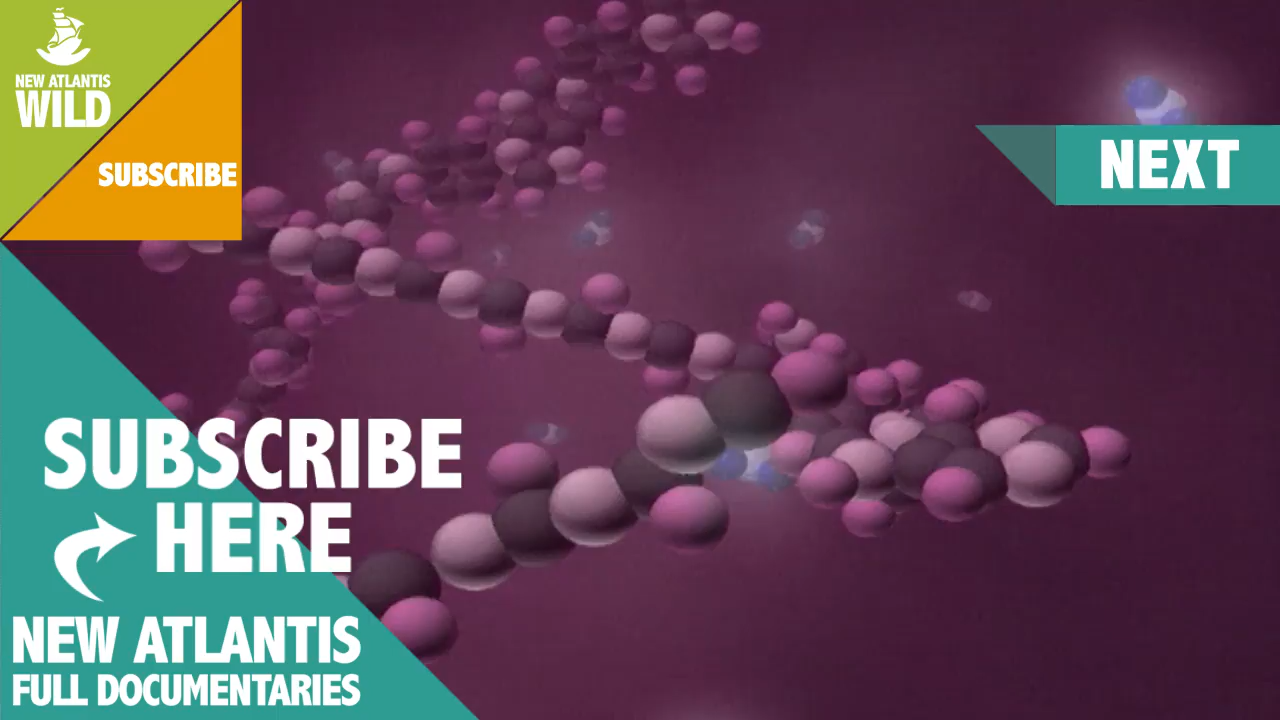 NEW ATLANTIS
WILD
SUBSCRIBE
NEXT
SUBSCRIBE
HERE
NEW ATLANTIS
FULL DOCUMENTARIES